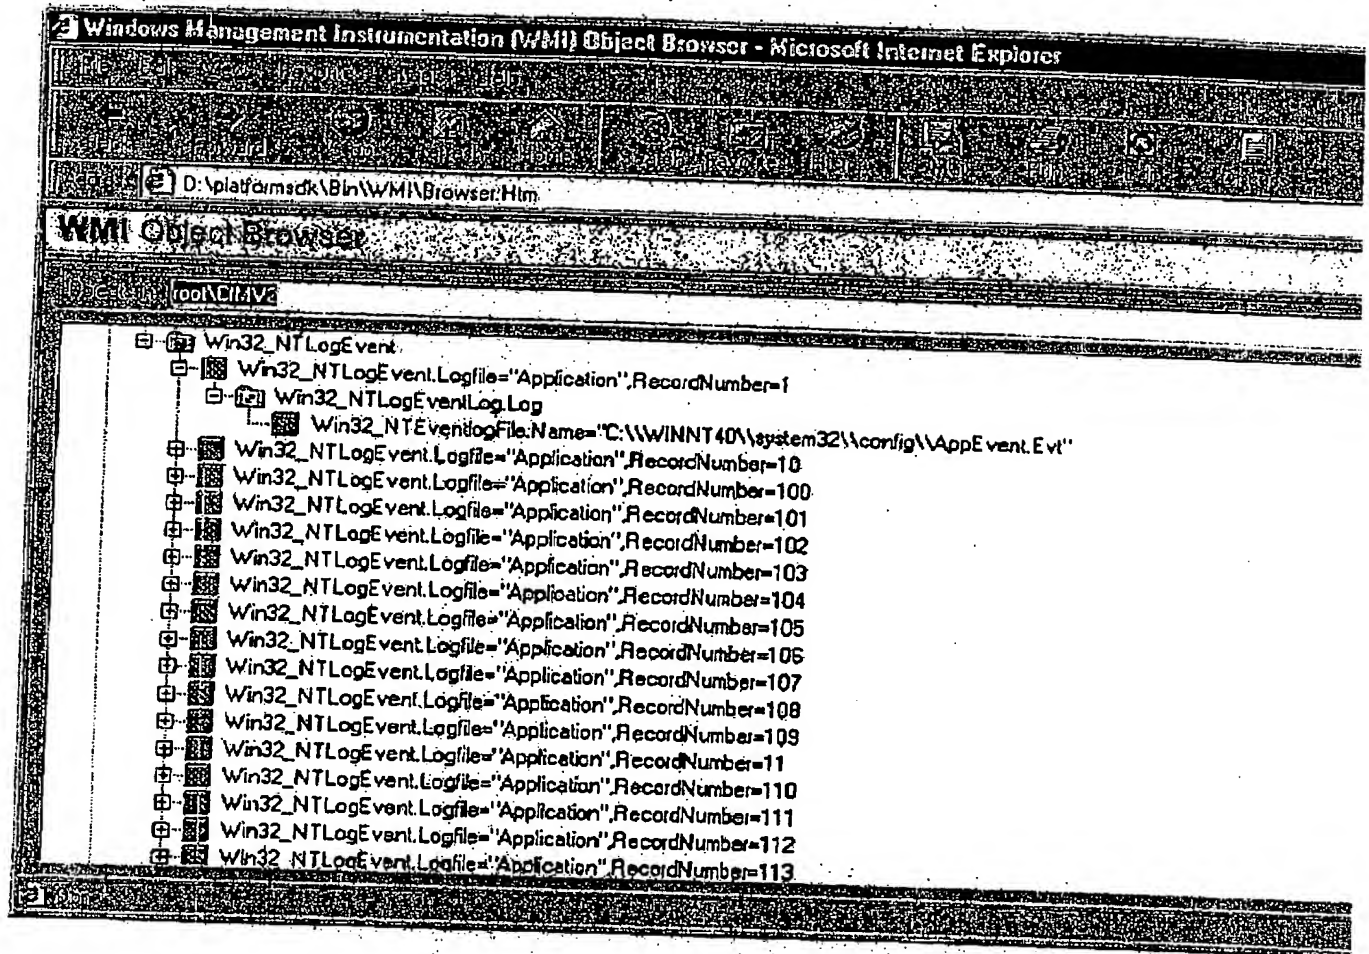 Windows Management Instrumentation (WMI) Object Browser - Microsoft Internet Explorer
Forward
Home
Favorites
D:\platformsdk\Bin\WMI\Browser.Htm
WMI Object Browser
root\CIMV2
Win32_NTLogEvent
Win32_NTLogEvent.Logfile="Application",RecordNumber=1
Win32_NTLogEventLog.Log
Win32_NTEventlogFile.Name="C:\\WINNT40\\system32\\config\\AppEvent.Evt"
Win32_NTLogEvent.Logfile="Application",RecordNumber=10
Win32_NTLogEvent.Logfile="Application",RecordNumber=100
Win32_NTLogEvent.Logfile="Application",RecordNumber=101
Win32_NTLogEvent.Logfile="Application",RecordNumber=102
Win32_NTLogEvent.Logfile="Application",RecordNumber=103
Win32_NTLogEvent.Logfile="Application",RecordNumber=104
Win32_NTLogEvent.Logfile="Application",RecordNumber=105
Win32_NTLogEvent.Logfile="Application",RecordNumber=106
Win32_NTLogEvent.Logfile="Application",RecordNumber=107
Win32_NTLogEvent.Logfile="Application",RecordNumber=108
Win32_NTLogEvent.Logfile="Application",RecordNumber=109
Win32_NTLogEvent.Logfile="Application",RecordNumber=11
Win32_NTLogEvent.Logfile="Application",RecordNumber=110
Win32_NTLogEvent.Logfile="Application",RecordNumber=111
Win32_NTLogEvent.Logfile="Application",RecordNumber=112
Win32_NTLogEvent.Logfile="Application",RecordNumber=113